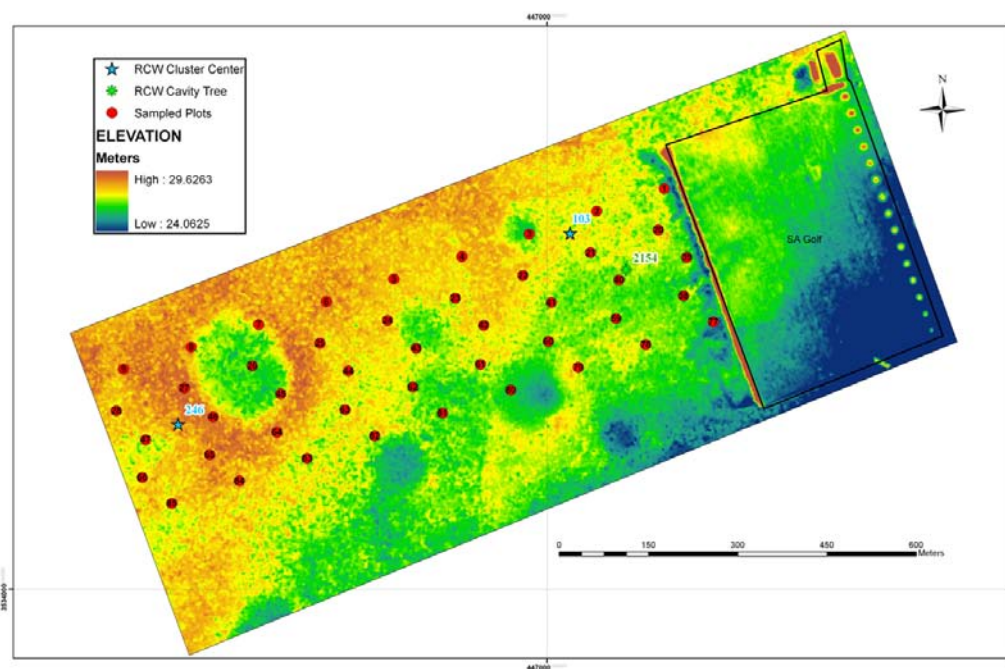 447000
RCW Cluster Center
RCW Cavity Tree
Sampled Plots
ELEVATION
Meters
High : 29.6263
Low : 24.0625
N
103
2154
SA Golf
246
0 150 300 450 600
Meters
3534000
447000